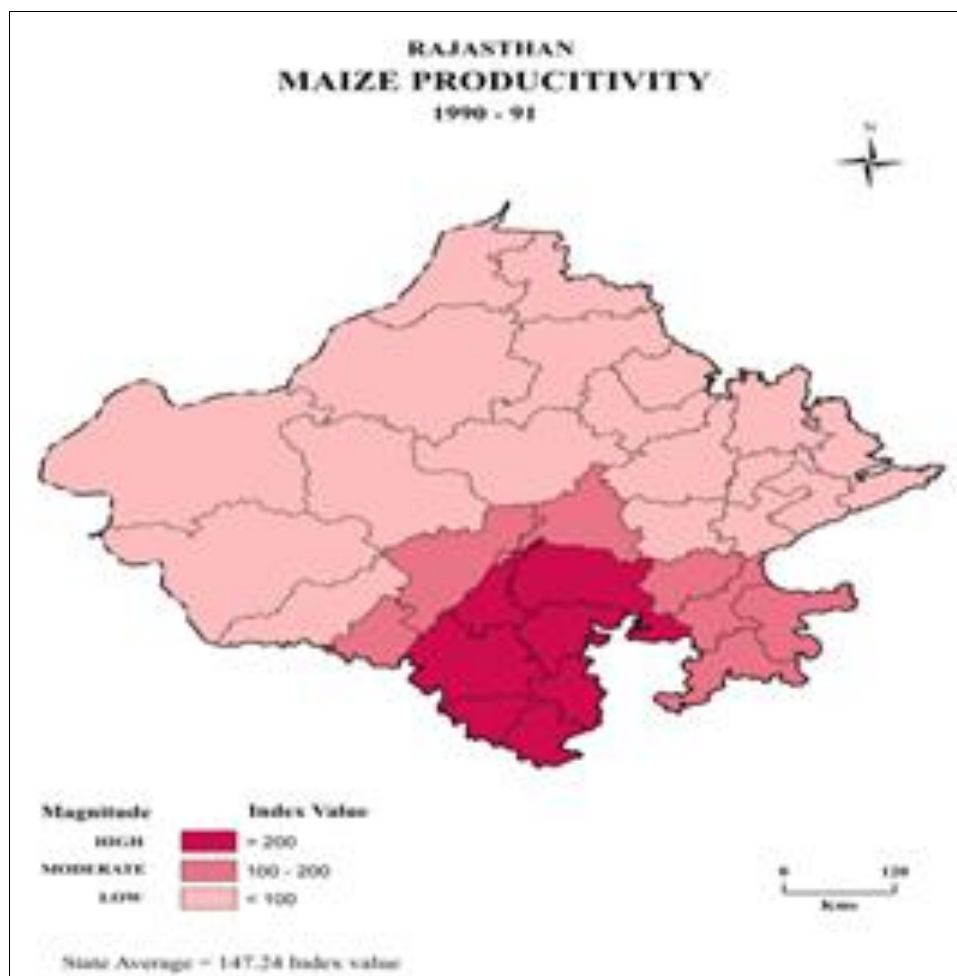 RAJASTHAN
MAIZE PRODUCITIVITY
1990 - 91
N
Magnitude Index Value
HIGH > 200
MODERATE 100 - 200
LOW < 100
0 120
Kms
State Average = 147.24 Index value